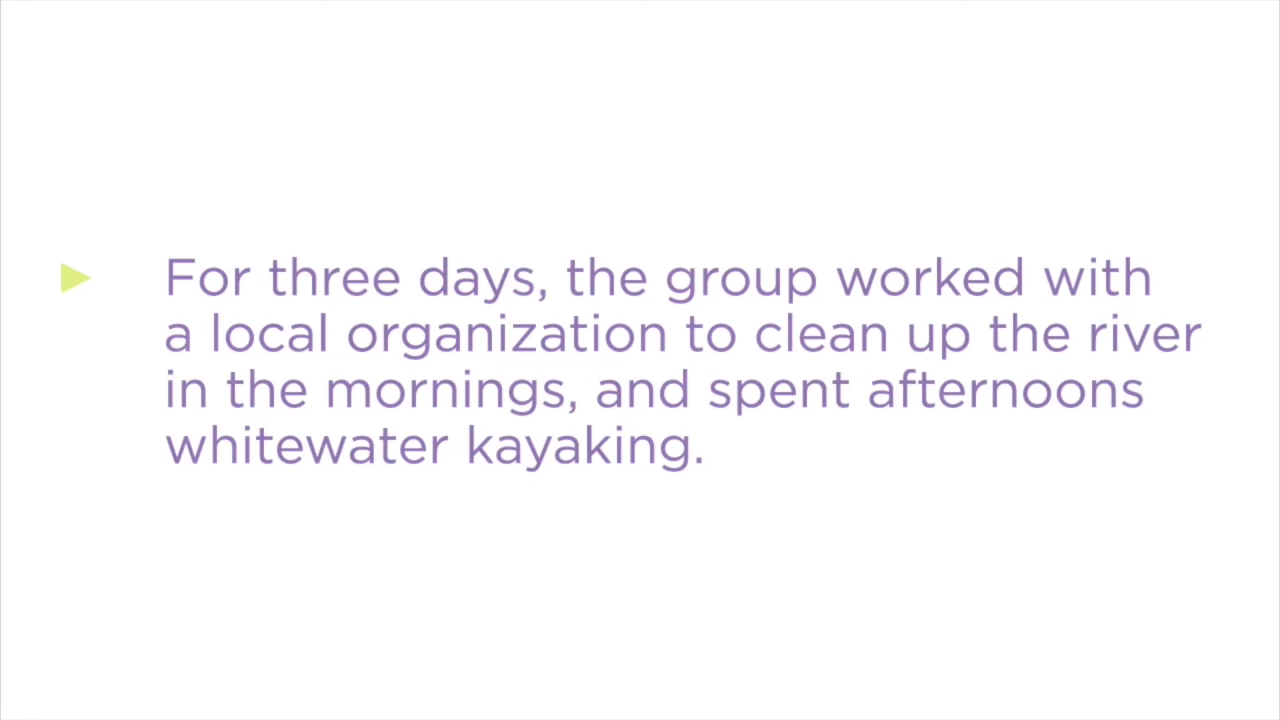 For three days, the group worked with
a local organization to clean up the river
in the mornings, and spent afternoons
whitewater kayaking.